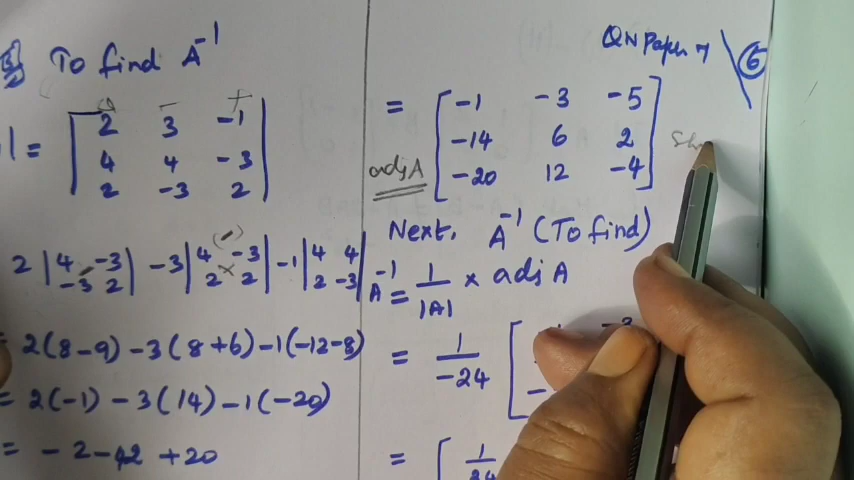 To find A⁻¹
| = | 2 3 -1 |
| 4 4 -3 |
| 2 -3 2 |
2 | 4 -3 | -3 | 4 -3 | -1 | 4 4 |
| -3 2 | | 2 2 | | 2 -3 |
= 2(8-9) -3(8+6) -1(-12-8)
= 2(-1) - 3(14) -1(-20)
= -2-42 +20
QN Paper 7 \ 6
= [ -1 -3 -5 ]
[ -14 6 2 ]
adj A [ -20 12 -4 ]
Next, A⁻¹ (To find)
A⁻¹ = 1/|A| × adj A
= 1/-24 [
= [ 1/24